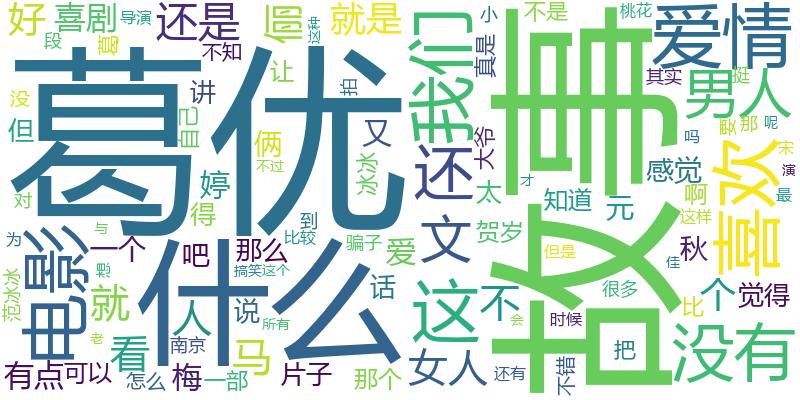 好
喜剧
导演
还是
俩
就是
我们
小
不是
桃花
爱情
段
葛
不知
这种
真是
事
其实
挺
男人
没
讲
让
拍
但
自己
又
大爷
要
那
呢
吗
宋
葛优
俩
不过
冰冰
还
感觉
喜欢
演
对
婷
太
才
知道
元
啊
最
得
到
文
贺岁
这样
为
与
电影
一个
吧
那么
比较
骗子
爱
故
但是
秋
范冰冰
想
什么
搞笑
这个
话
这
不
很多
佳
个
觉得
就
人
说
所有
比
会
时候
没有
老
看
南京
马
把
有点
可以
怎么
梅
一部
片子
那个
女人
还有
不错